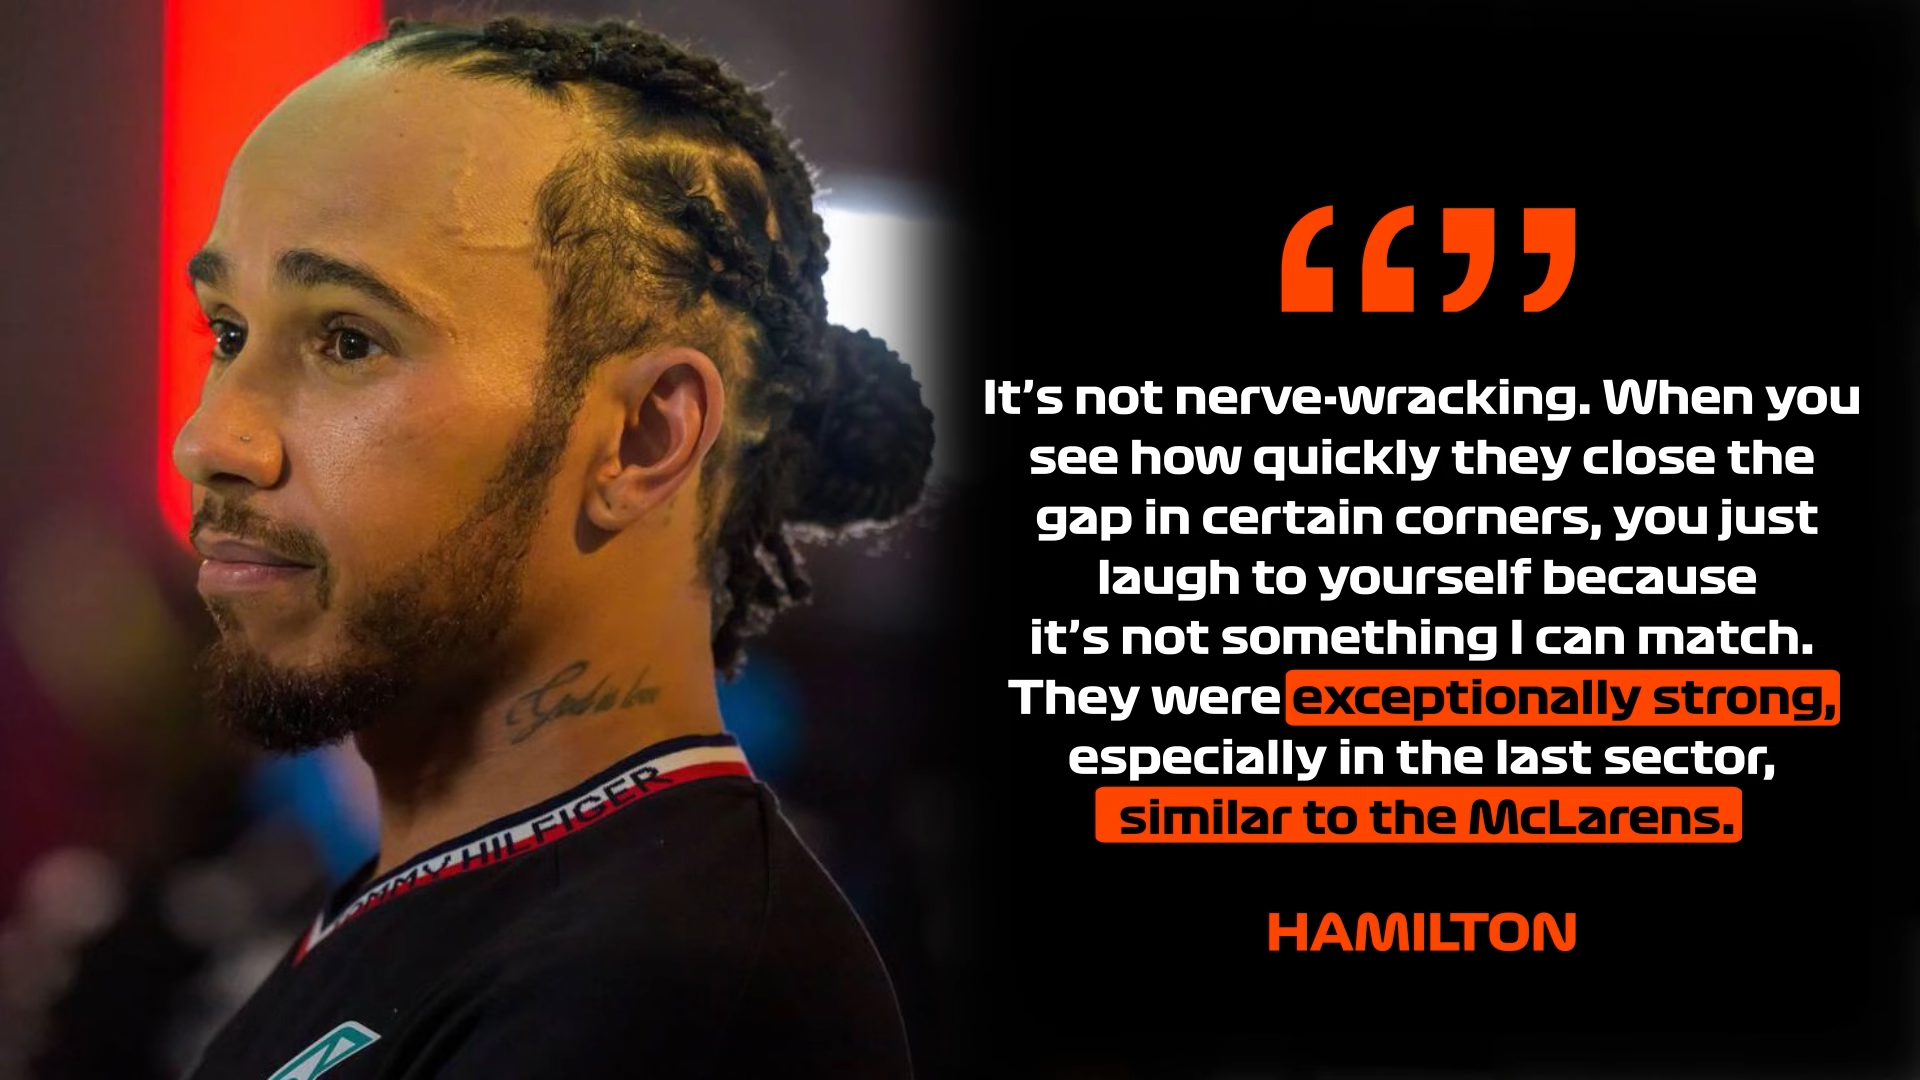 ““””
It’s not nerve-wracking. When you
see how quickly they close the
gap in certain corners, you just
laugh to yourself because
it’s not something I can match.
They were exceptionally strong,
especially in the last sector,
similar to the McLarens.
HAMILTON
TOMMY HILFIGER